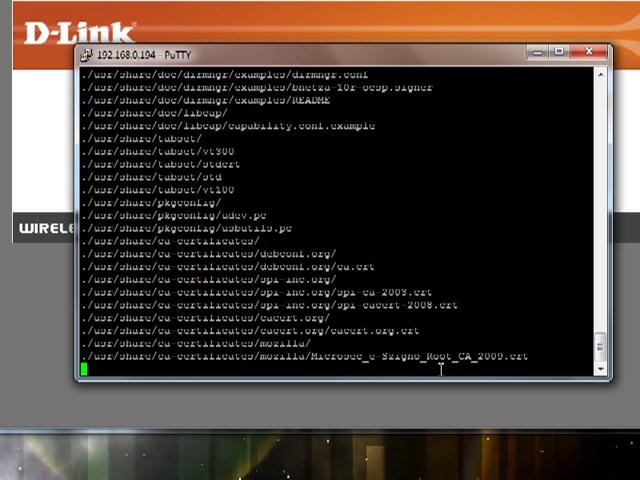 D-Link
192.168.0.194 - PuTTY
./usr/share/doc/dirmngr/examples/dirmngr.conf
./usr/share/doc/dirmngr/examples/bnetza-10r-ocsp.signer
./usr/share/doc/dirmngr/examples/README
./usr/share/doc/libcap/
./usr/share/doc/libcap/capability.conf.example
./usr/share/tabset/
./usr/share/tabset/vt300
./usr/share/tabset/stdcrt
./usr/share/tabset/std
./usr/share/tabset/vt100
./usr/share/pkgconfig/
./usr/share/pkgconfig/udev.pc
./usr/share/pkgconfig/usbutils.pc
./usr/share/ca-certificates/
./usr/share/ca-certificates/debconf.org/
./usr/share/ca-certificates/debconf.org/ca.crt
./usr/share/ca-certificates/spi-inc.org/
./usr/share/ca-certificates/spi-inc.org/spi-ca-2003.crt
./usr/share/ca-certificates/spi-inc.org/spi-cacert-2008.crt
./usr/share/ca-certificates/cacert.org/
./usr/share/ca-certificates/cacert.org/cacert.org.crt
./usr/share/ca-certificates/mozilla/
./usr/share/ca-certificates/mozilla/Microsec_e-Szigno_Root_CA_2009.crt
WIRELE